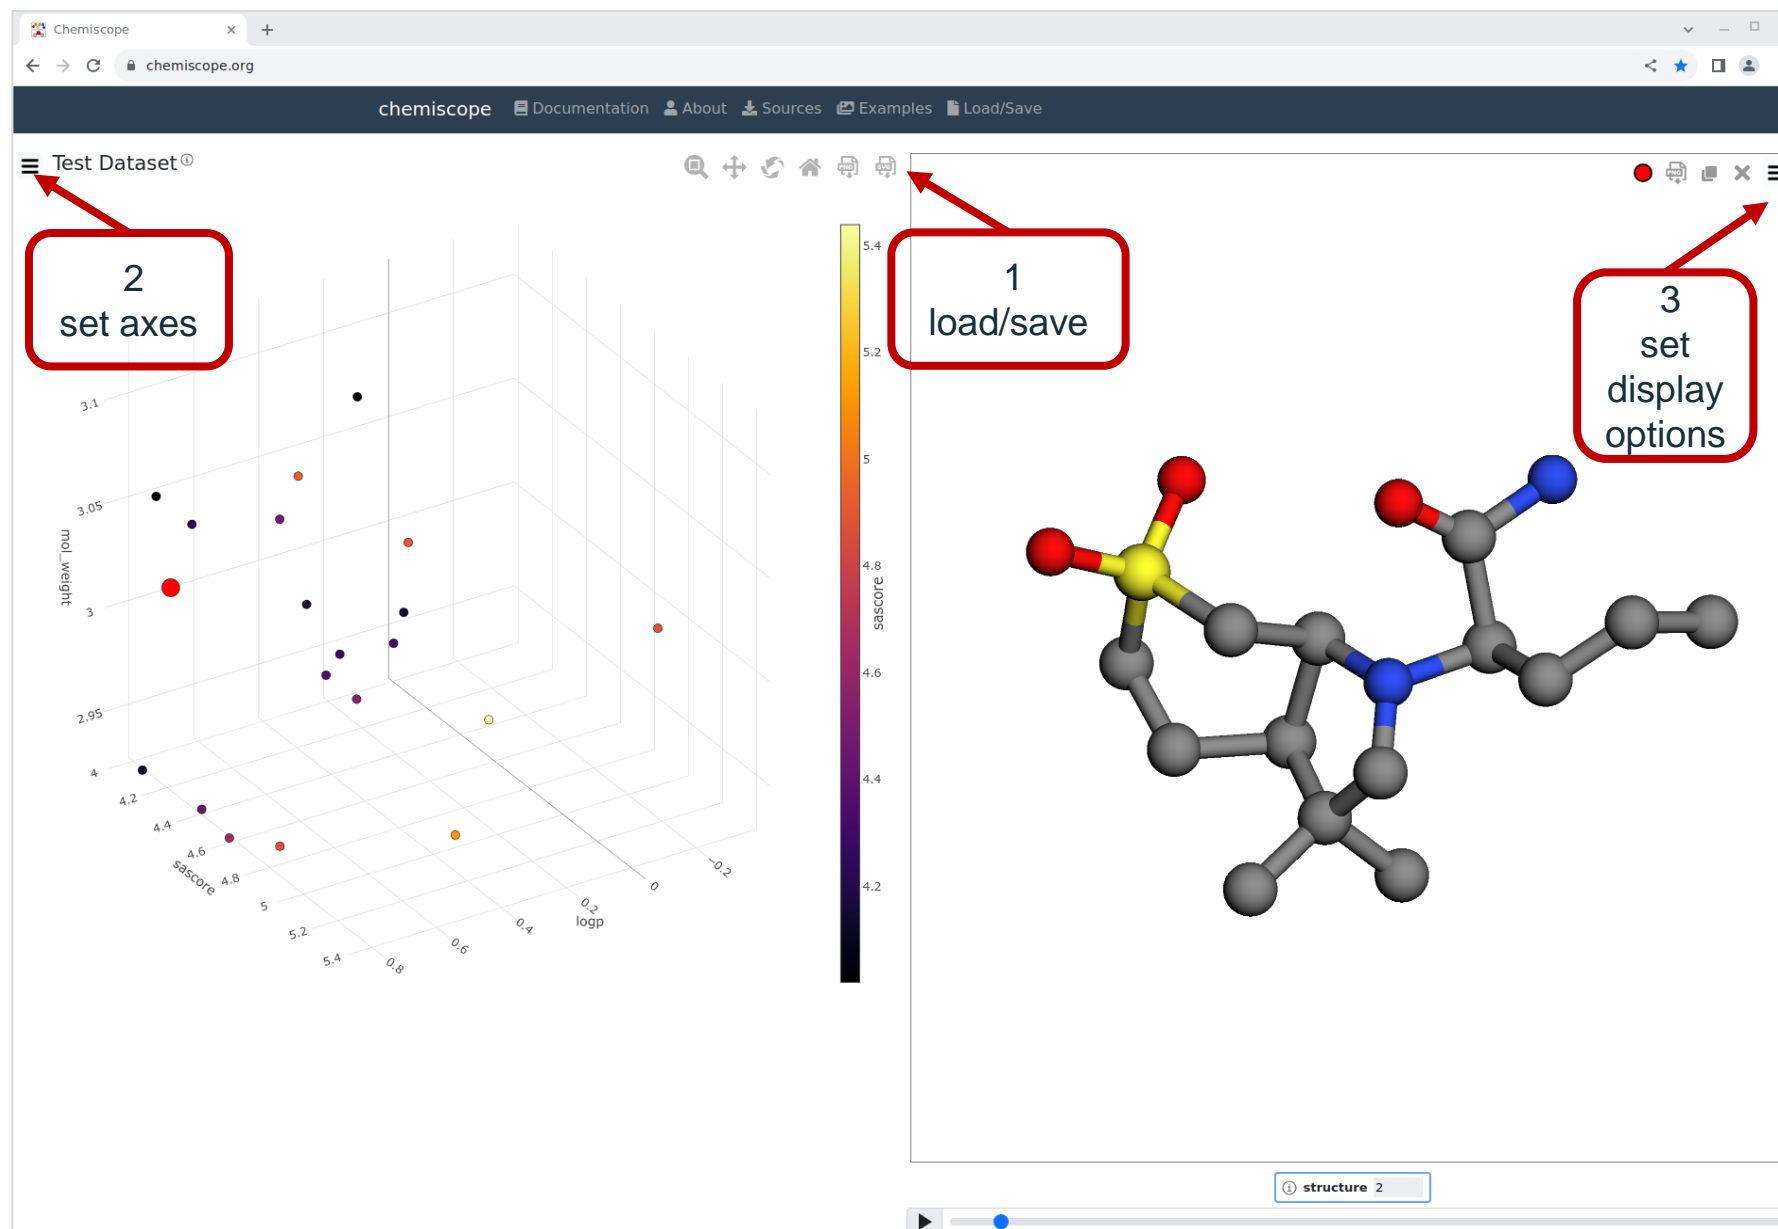 Chemiscope
chemiscope.org
chemiscope Documentation About Sources Examples Load/Save
Test Dataset
PNG SVG
PNG
2
set axes
1
load/save
3
set
display
options
3.1
3.05
3
2.95
mol_weight
4
4.2
4.4
4.6
4.8
5
5.2
5.4
sascore
0.8
0.6
0.4
0.2
0
−0.2
logp
5.4
5.2
5
4.8
4.6
4.4
4.2
sascore
structure 2